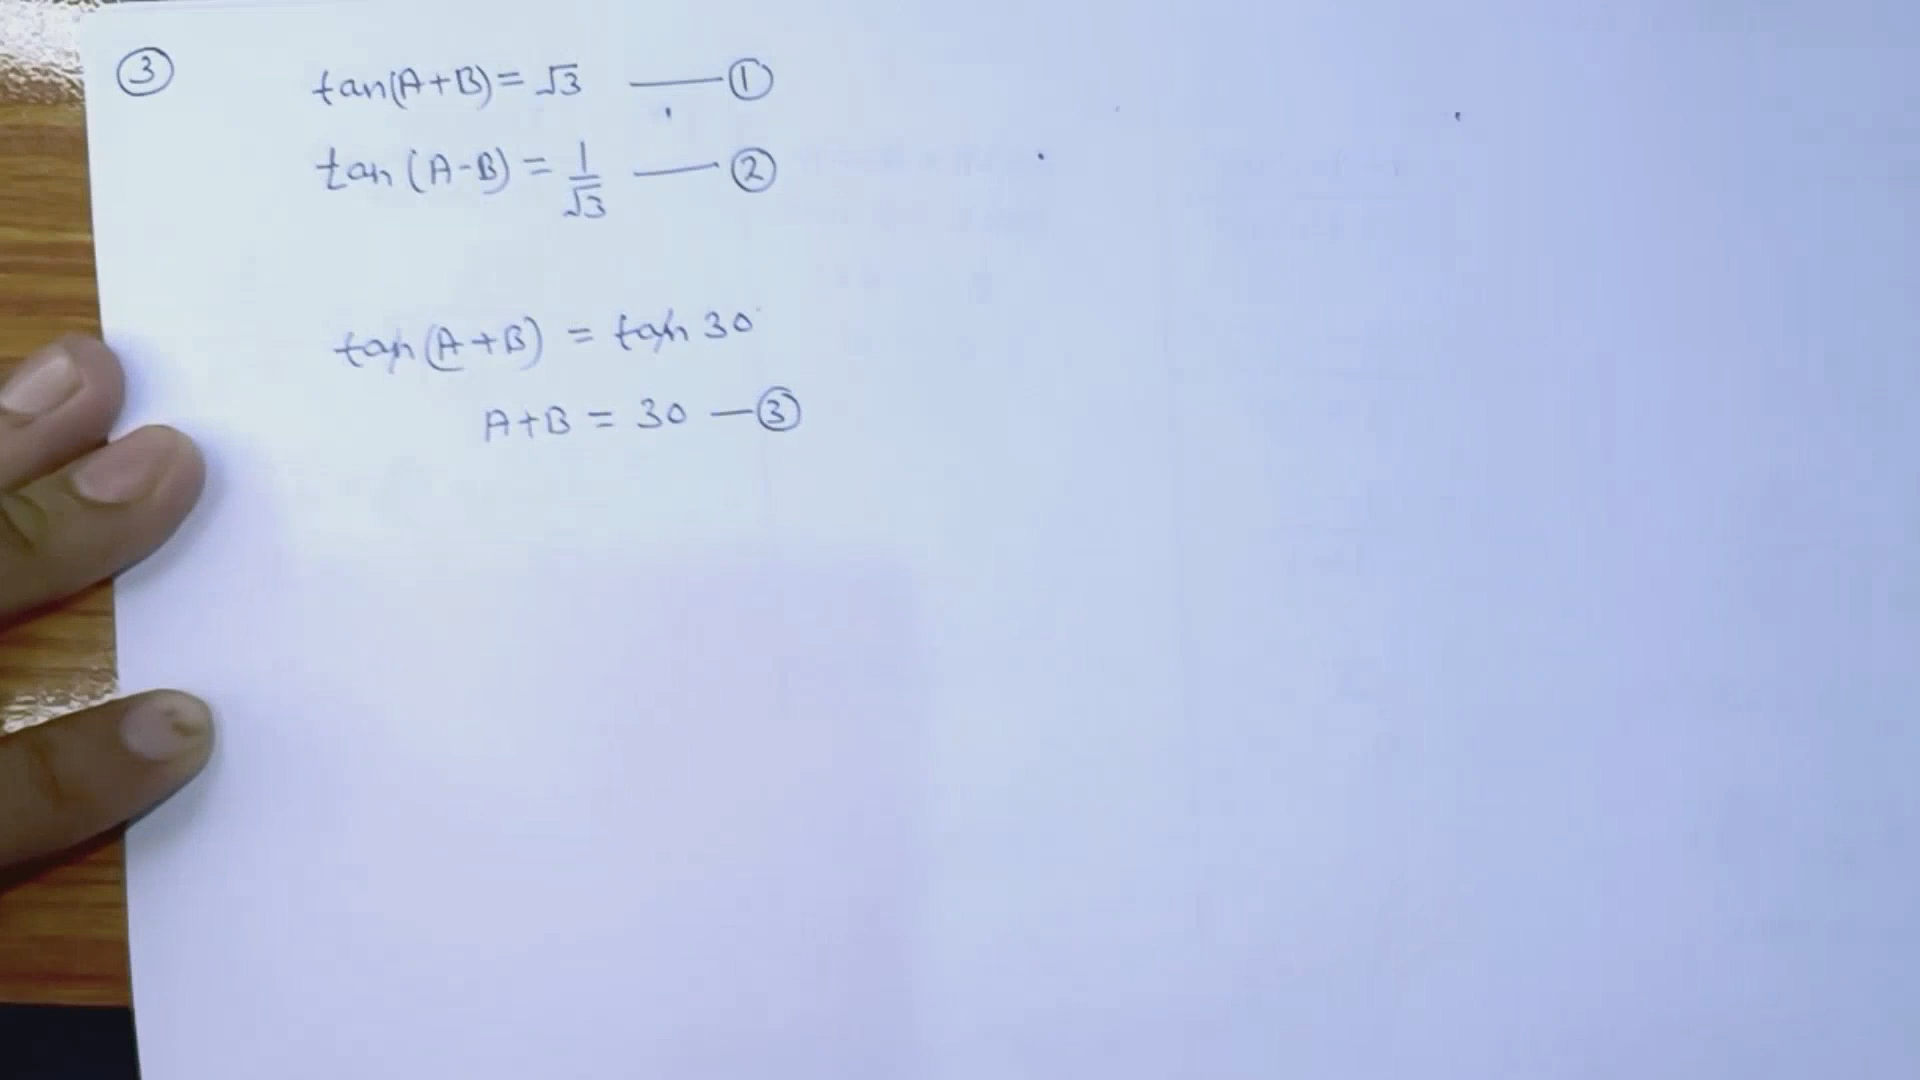 ③ tan(A+B) = √3 —— ①
tan (A-B) = 1/√3 —— ②
tan (A+B) = tan 30
A+B = 30 — ③